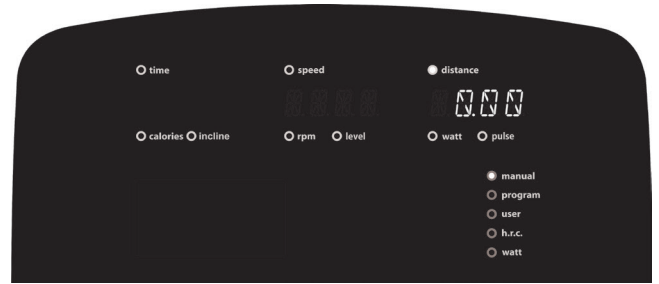 time speed distance
0.00
calories incline rpm level watt pulse
manual
program
user
h.r.c.
watt